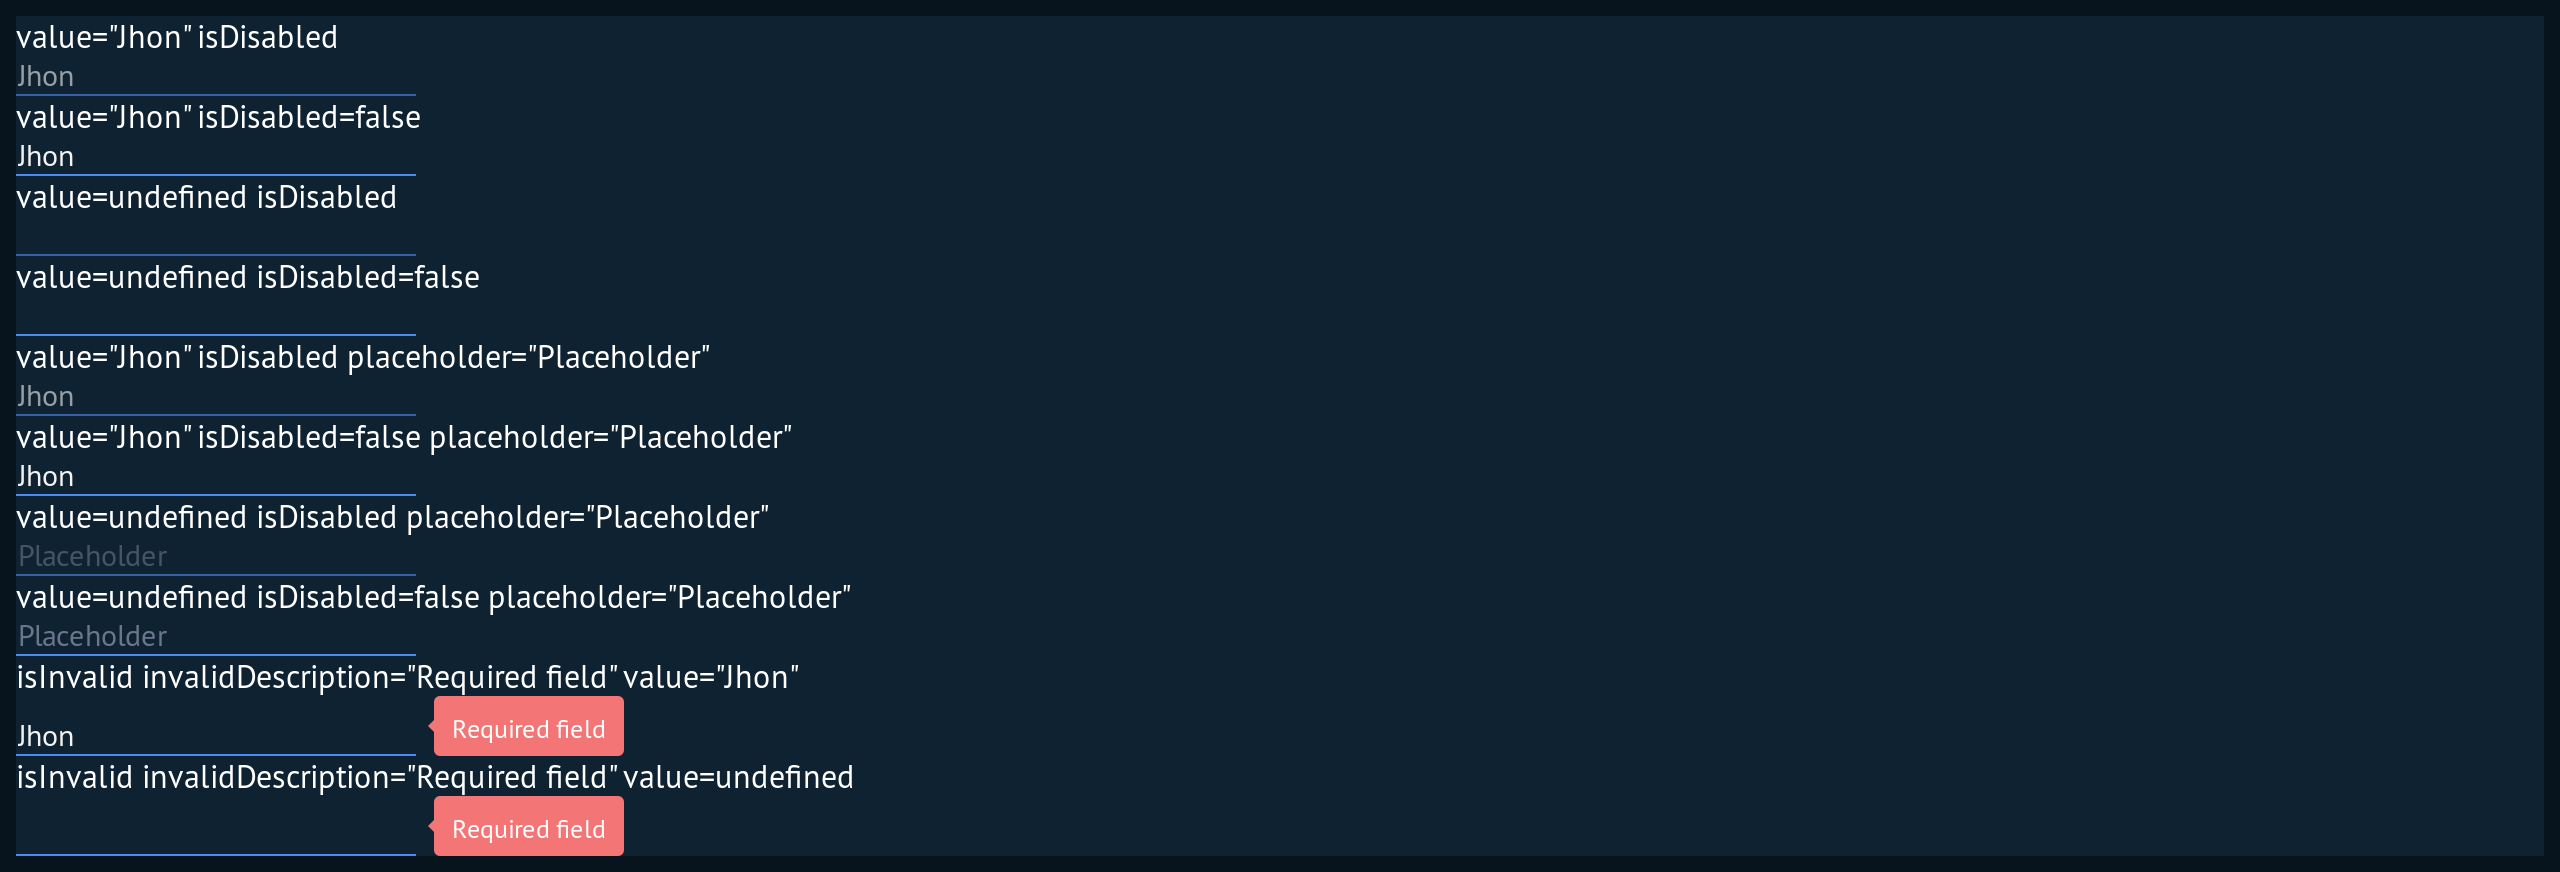 value="Jhon" isDisabled
Jhon
value="Jhon" isDisabled=false
Jhon
value=undefined isDisabled
value=undefined isDisabled=false
value="Jhon" isDisabled placeholder="Placeholder"
Jhon
value="Jhon" isDisabled=false placeholder="Placeholder"
Jhon
value=undefined isDisabled placeholder="Placeholder"
Placeholder
value=undefined isDisabled=false placeholder="Placeholder"
Placeholder
isInvalid invalidDescription="Required field" value="Jhon"
Jhon Required field
isInvalid invalidDescription="Required field" value=undefined
Required field